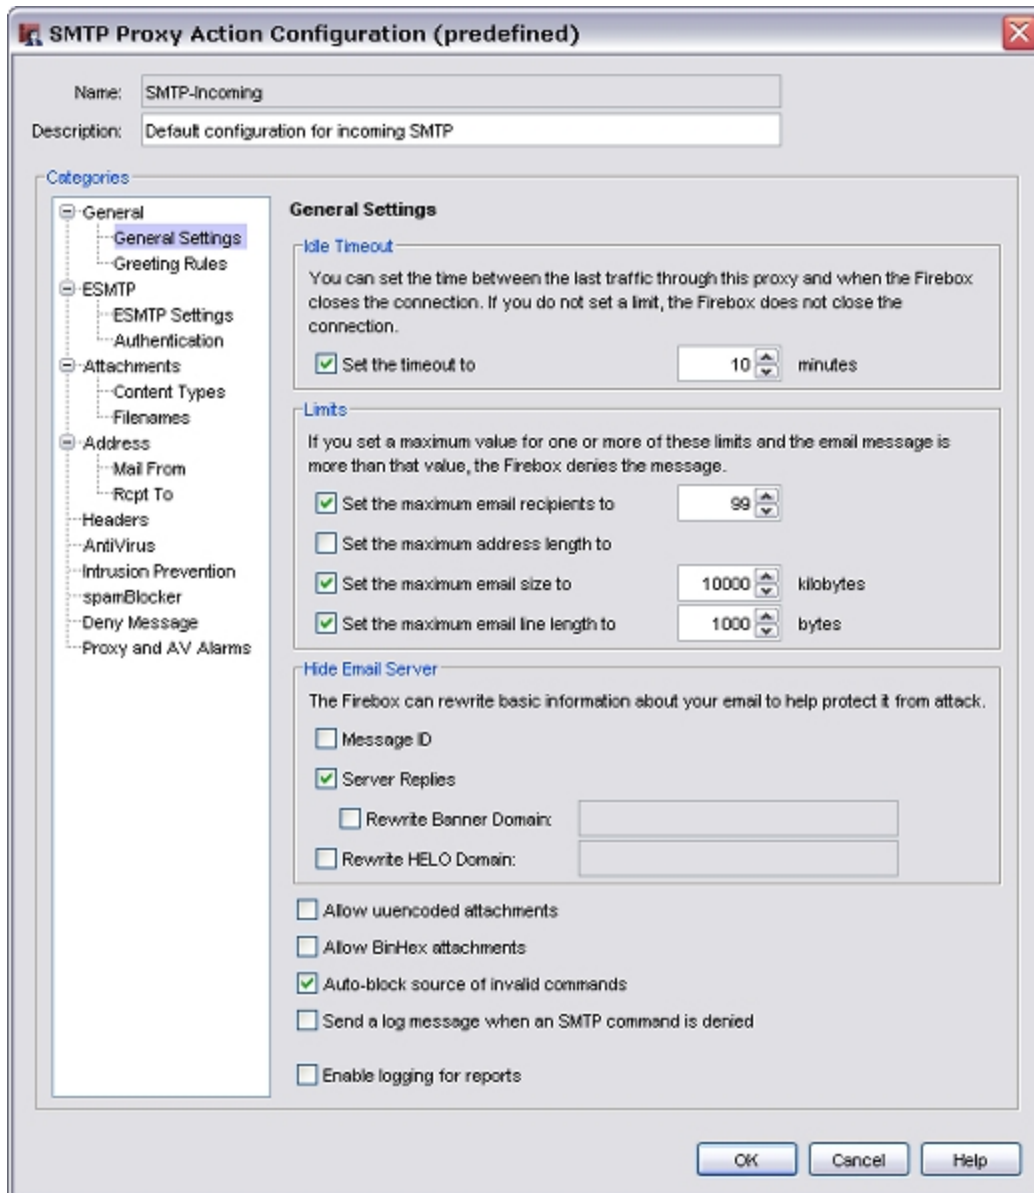 SMTP Proxy Action Configuration (predefined)
Name: SMTP-Incoming
Description: Default configuration for incoming SMTP
Categories
General
General Settings
Greeting Rules
ESMTP
ESMTP Settings
Authentication
Attachments
Content Types
Filenames
Address
Mail From
Rcpt To
Headers
AntiVirus
Intrusion Prevention
spamBlocker
Deny Message
Proxy and AV Alarms
General Settings
Idle Timeout
You can set the time between the last traffic through this proxy and when the Firebox
closes the connection. If you do not set a limit, the Firebox does not close the
connection.
Set the timeout to 10 minutes
Limits
If you set a maximum value for one or more of these limits and the email message is
more than that value, the Firebox denies the message.
Set the maximum email recipients to 99
Set the maximum address length to
Set the maximum email size to 10000 kilobytes
Set the maximum email line length to 1000 bytes
Hide Email Server
The Firebox can rewrite basic information about your email to help protect it from attack.
Message ID
Server Replies
Rewrite Banner Domain:
Rewrite HELO Domain:
Allow uuencoded attachments
Allow BinHex attachments
Auto-block source of invalid commands
Send a log message when an SMTP command is denied
Enable logging for reports
OK Cancel Help